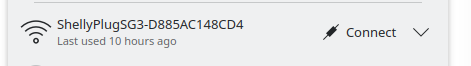 ShellyPlugSG3-D885AC148CD4
Last used 10 hours ago
Connect